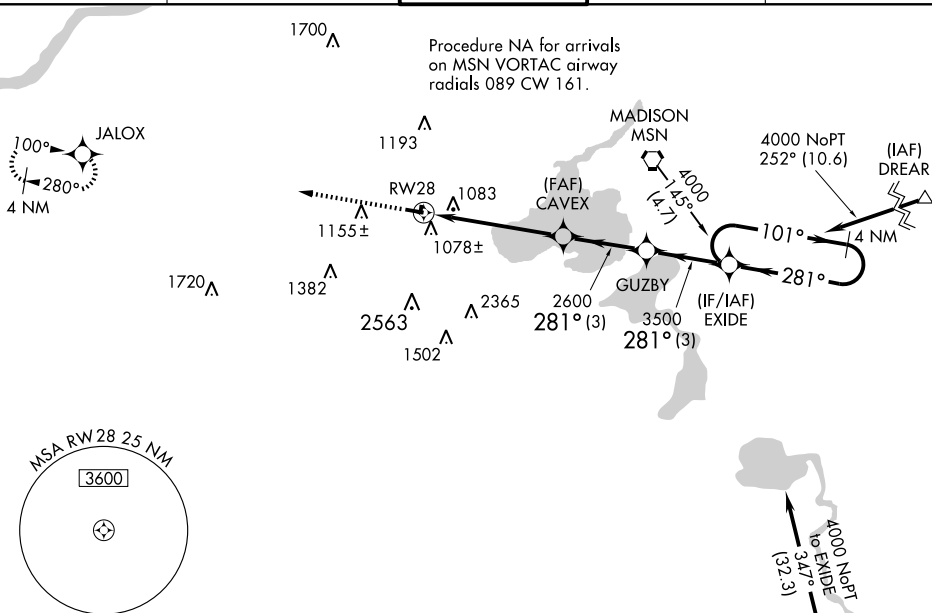 1700
Procedure NA for arrivals
on MSN VORTAC airway
radials 089 CW 161.
JALOX
100°
280°
4 NM
1193
MADISON
MSN
4000
145°
(4.7)
4000 NoPT
252° (10.6)
(IAF)
DREAR
RW28
1083
(FAF)
CAVEX
1155±
1078±
101°
4 NM
281°
GUZBY
(IF/IAF)
EXIDE
1720
1382
2563
2365
1502
2600
281° (3)
3500
281° (3)
MSA RW28 25 NM
3600
4000 NoPT
to EXIDE
347°
(32.3)